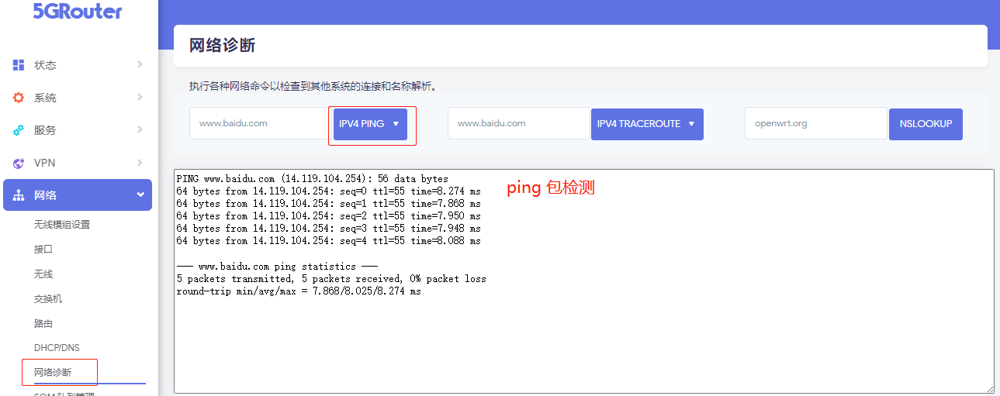 5GRouter
状态
系统
服务
VPN
网络
无线模组设置
接口
无线
交换机
路由
DHCP/DNS
网络诊断
SQM 队列管理
网络诊断
执行各种网络命令以检查到其他系统的连接和名称解析。
www.baidu.com IPV4 PING www.baidu.com IPV4 TRACEROUTE openwrt.org NSLOOKUP
PING www.baidu.com (14.119.104.254): 56 data bytes
64 bytes from 14.119.104.254: seq=0 ttl=55 time=8.274 ms
64 bytes from 14.119.104.254: seq=1 ttl=55 time=7.868 ms
64 bytes from 14.119.104.254: seq=2 ttl=55 time=7.950 ms
64 bytes from 14.119.104.254: seq=3 ttl=55 time=7.948 ms
64 bytes from 14.119.104.254: seq=4 ttl=55 time=8.088 ms
--- www.baidu.com ping statistics ---
5 packets transmitted, 5 packets received, 0% packet loss
round-trip min/avg/max = 7.868/8.025/8.274 ms
ping 包检测